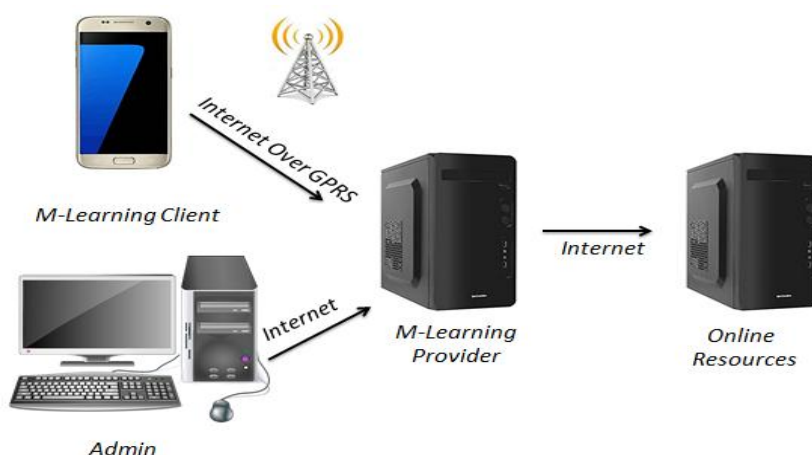 Internet Over GPRS
M-Learning Client
Internet
M-Learning
Provider
Internet
Online
Resources
Admin